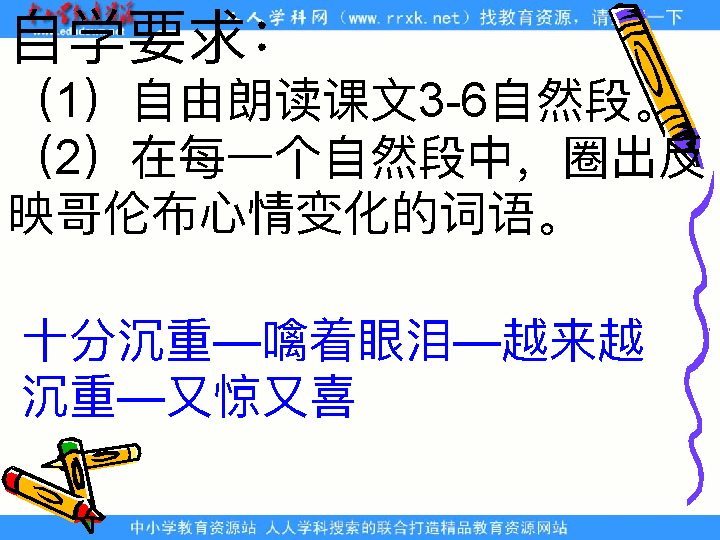 人人学科网（www.rrxk.net）找教育资源，请 一下
自学要求：
（1）自由朗读课文3-6自然段。
（2）在每一个自然段中，圈出反
映哥伦布心情变化的词语。
十分沉重—噙着眼泪—越来越
沉重—又惊又喜
中小学教育资源站 人人学科搜索的联合打造精品教育资源网站